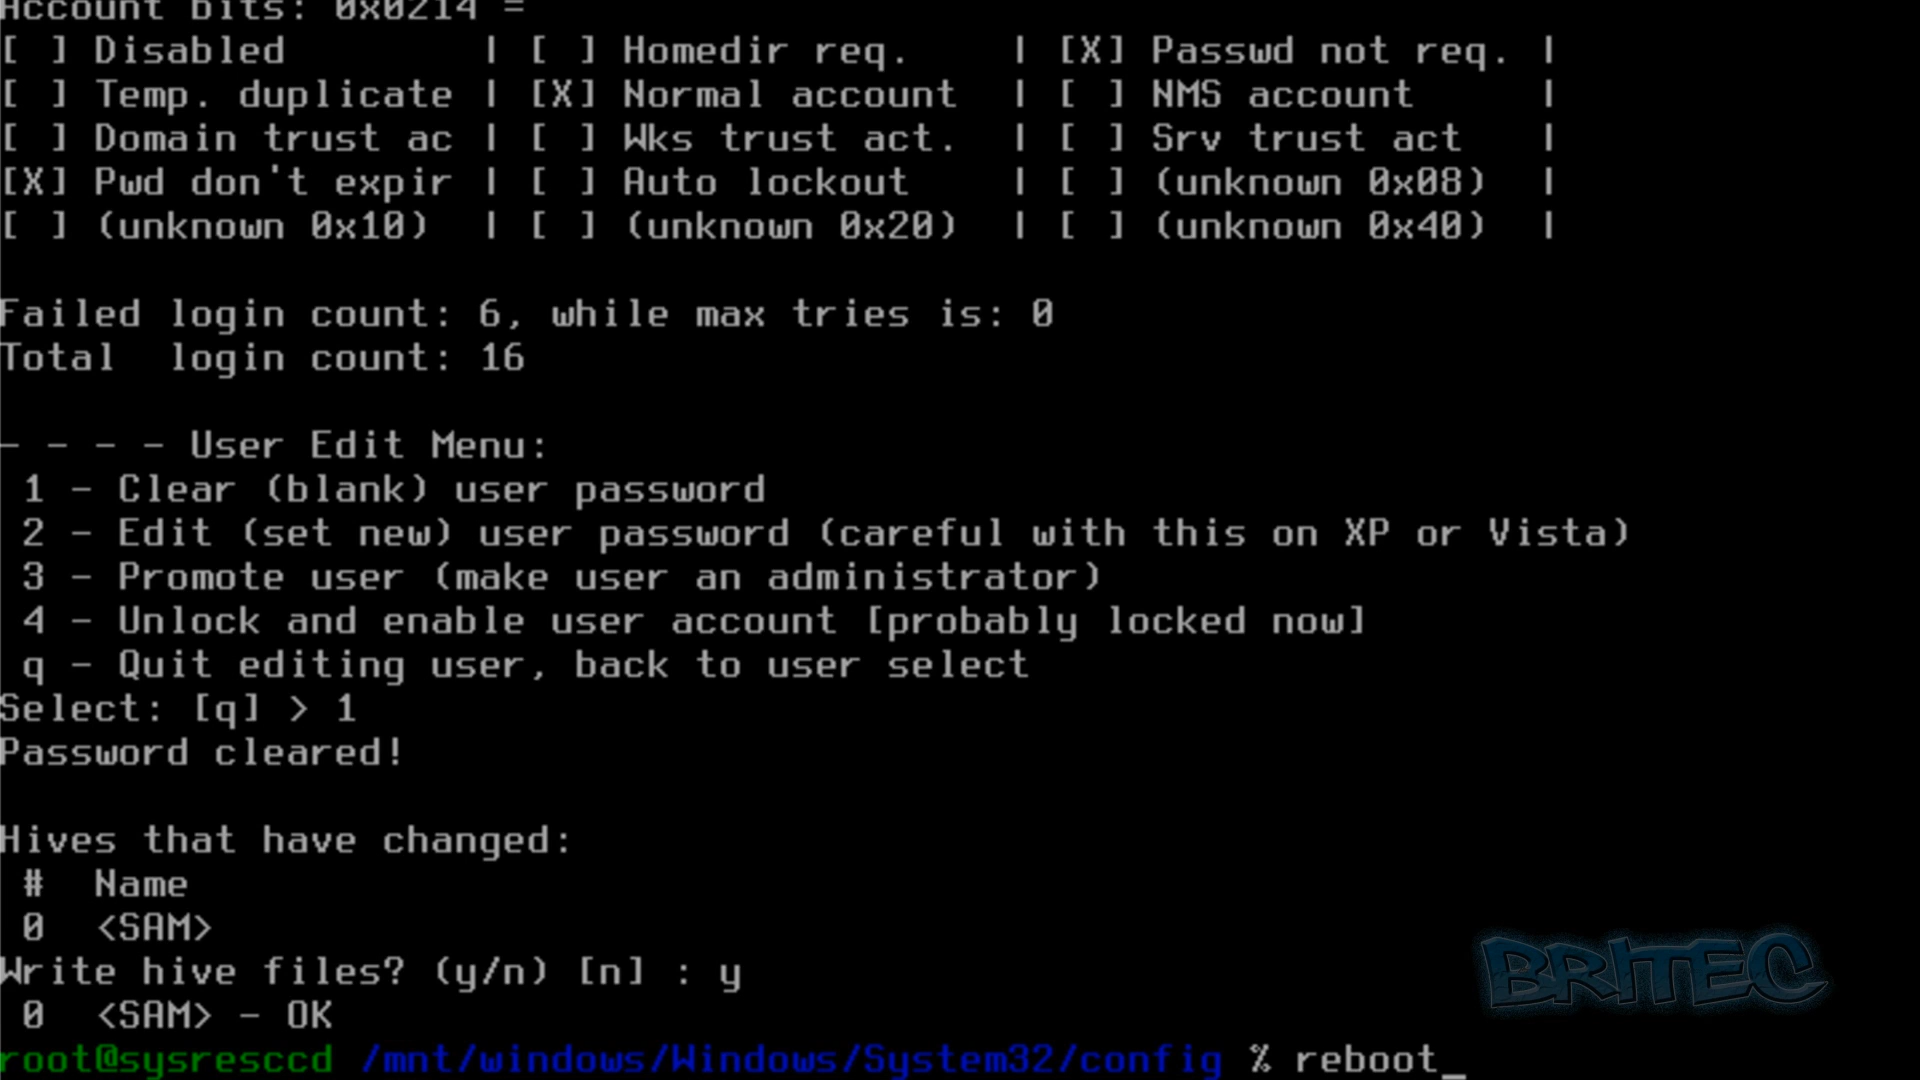 Account bits: 0x0214 =
[ ] Disabled | [ ] Homedir req. | [X] Passwd not req. |
[ ] Temp. duplicate | [X] Normal account | [ ] NMS account |
[ ] Domain trust ac | [ ] Wks trust act. | [ ] Srv trust act |
[X] Pwd don't expir | [ ] Auto lockout | [ ] (unknown 0x08) |
[ ] (unknown 0x10) | [ ] (unknown 0x20) | [ ] (unknown 0x40) |
Failed login count: 6, while max tries is: 0
Total  login count: 16
- - - - User Edit Menu:
1 - Clear (blank) user password
2 - Edit (set new) user password (careful with this on XP or Vista)
3 - Promote user (make user an administrator)
4 - Unlock and enable user account [probably locked now]
q - Quit editing user, back to user select
Select: [q] > 1
Password cleared!
Hives that have changed:
#  Name
0  <SAM>
Write hive files? (y/n) [n] : y
0  <SAM> - OK
root@sysresccd /mnt/windows/Windows/System32/config % reboot_
BRITEC